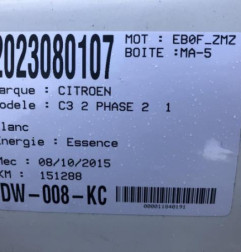 2023080107
MOT : EB0F_ZMZ
BOITE :MA-5
arque : CITROEN
odele : C3 2 PHASE 2 1
lanc
nergie : Essence
Mec : 08/10/2015
KM : 151288
DW-008-KC